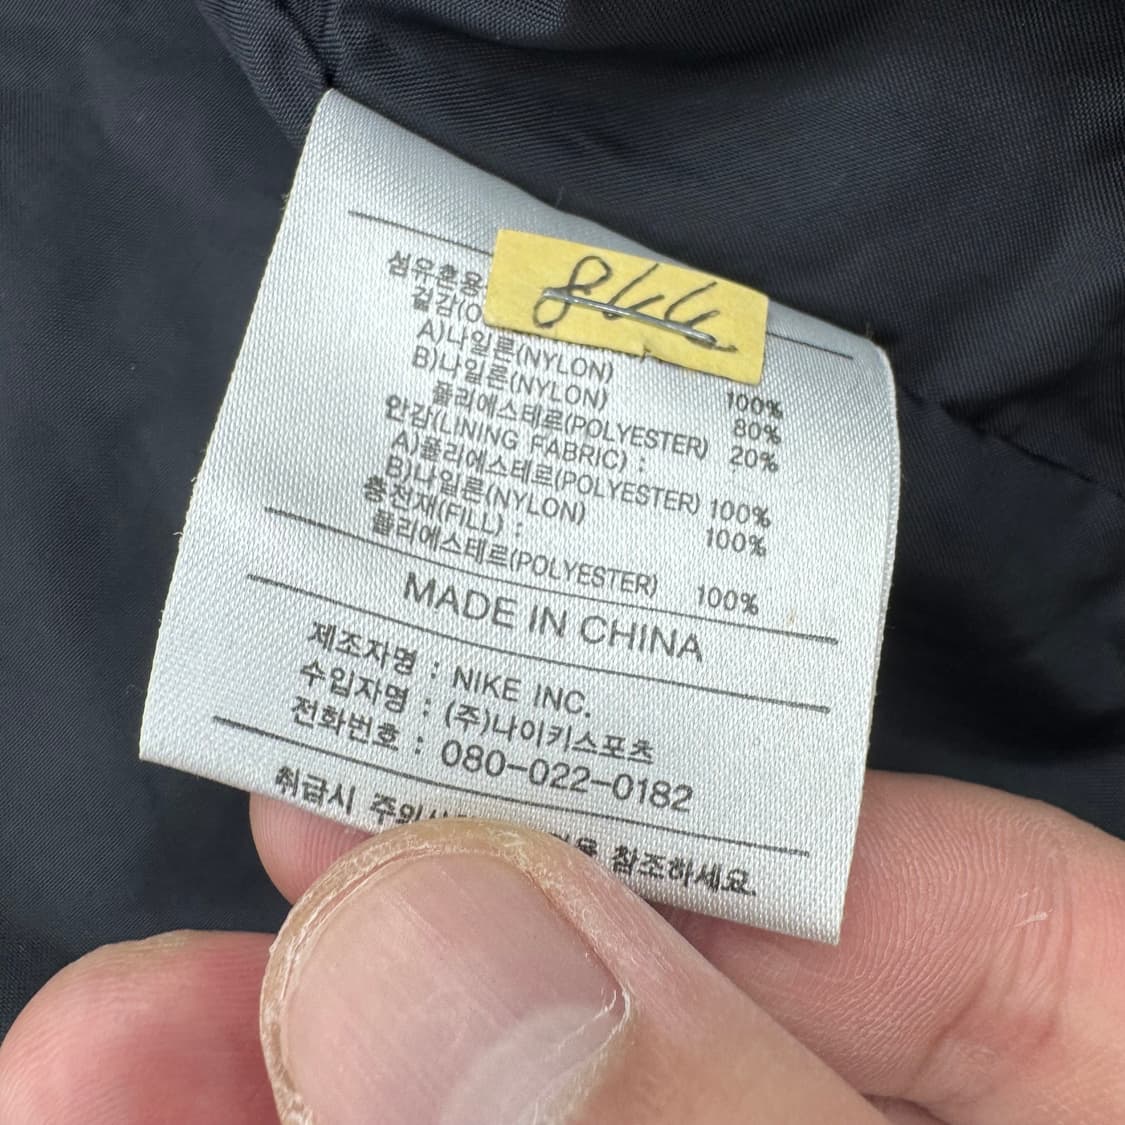 844
섬유혼용
겉감(O
A)나일론(NYLON) 100%
B)나일론(NYLON) 80%
폴리에스테르(POLYESTER) 20%
안감(LINING FABRIC) :
A)폴리에스테르(POLYESTER) 100%
B)나일론(NYLON) 100%
충전재(FILL) :
폴리에스테르(POLYESTER) 100%
MADE IN CHINA
제조자명 : NIKE INC.
수입자명 : (주)나이키스포츠
전화번호 : 080-022-0182
취급시 참조하세요.